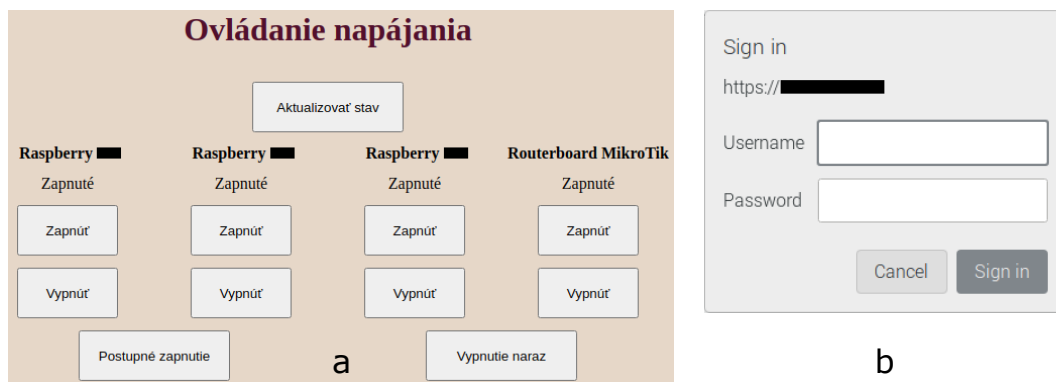 Ovládanie napájania
Aktualizovať stav
Raspberry Raspberry Raspberry Routerboard MikroTik
Zapnuté Zapnuté Zapnuté Zapnuté
Zapnúť Zapnúť Zapnúť Zapnúť
Vypnúť Vypnúť Vypnúť Vypnúť
Postupné zapnutie Vypnutie naraz
a
Sign in
https://
Username
Password
Cancel Sign in
b